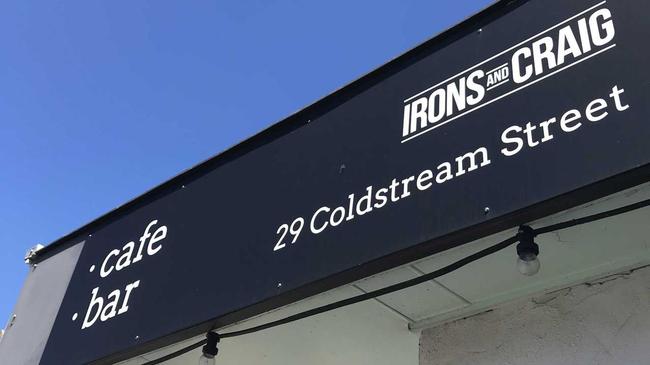 IRONS AND CRAIG
29 Coldstream Street
· cafe
· bar